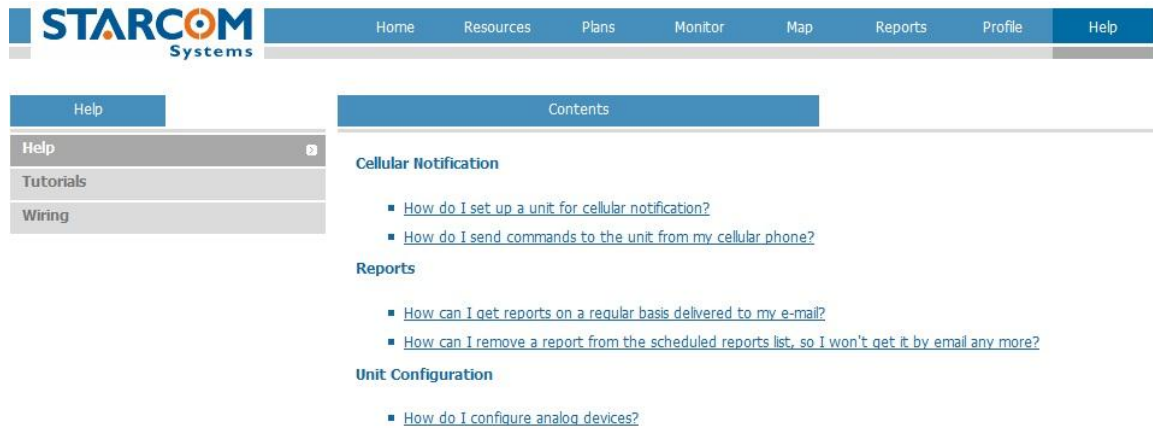 STARCOM
Systems
Home Resources Plans Monitor Map Reports Profile Help
Help
Help
Tutorials
Wiring
Contents
Cellular Notification
How do I set up a unit for cellular notification?
How do I send commands to the unit from my cellular phone?
Reports
How can I get reports on a regular basis delivered to my e-mail?
How can I remove a report from the scheduled reports list, so I won't get it by email any more?
Unit Configuration
How do I configure analog devices?